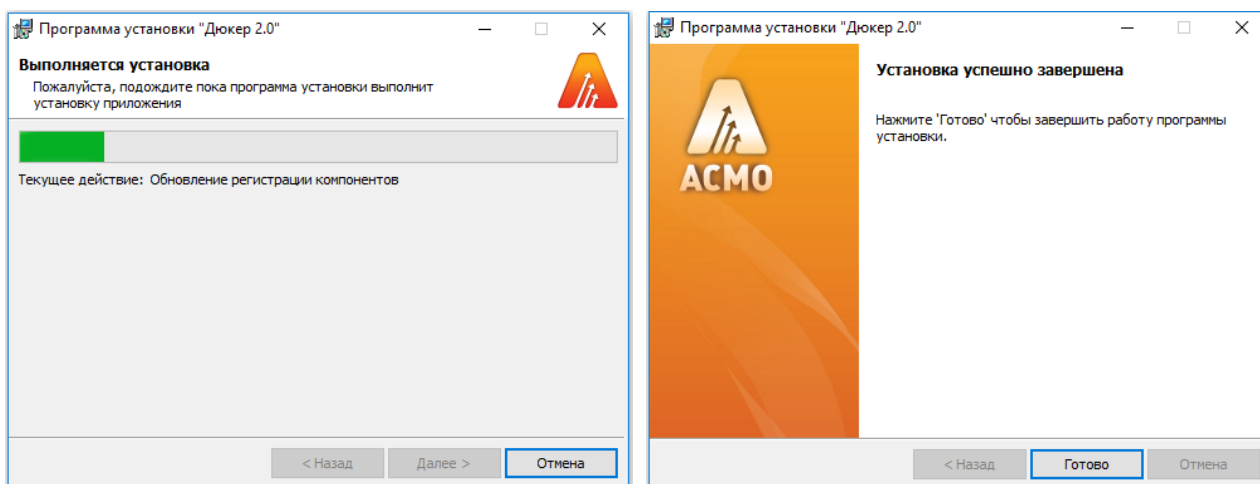 Программа установки "Дюкер 2.0"
Выполняется установка
Пожалуйста, подождите пока программа установки выполнит
установку приложения
Текущее действие: Обновление регистрации компонентов
< Назад
Далее >
Отмена
Программа установки "Дюкер 2.0"
АСМО
Установка успешно завершена
Нажмите 'Готово' чтобы завершить работу программы
установки.
< Назад
Готово
Отмена